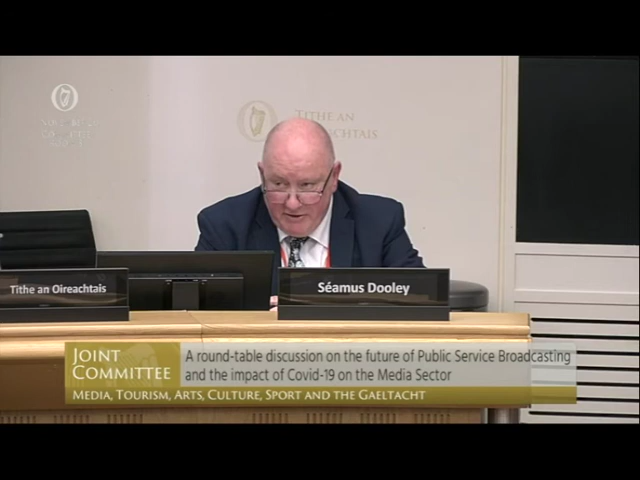 TITHE AN
OIREACHTAIS
Tithe an Oireachtais
Séamus Dooley
JOINT
COMMITTEE
A round-table discussion on the future of Public Service Broadcasting
and the impact of Covid-19 on the Media Sector
MEDIA, TOURISM, ARTS, CULTURE, SPORT AND THE GAELTACHT